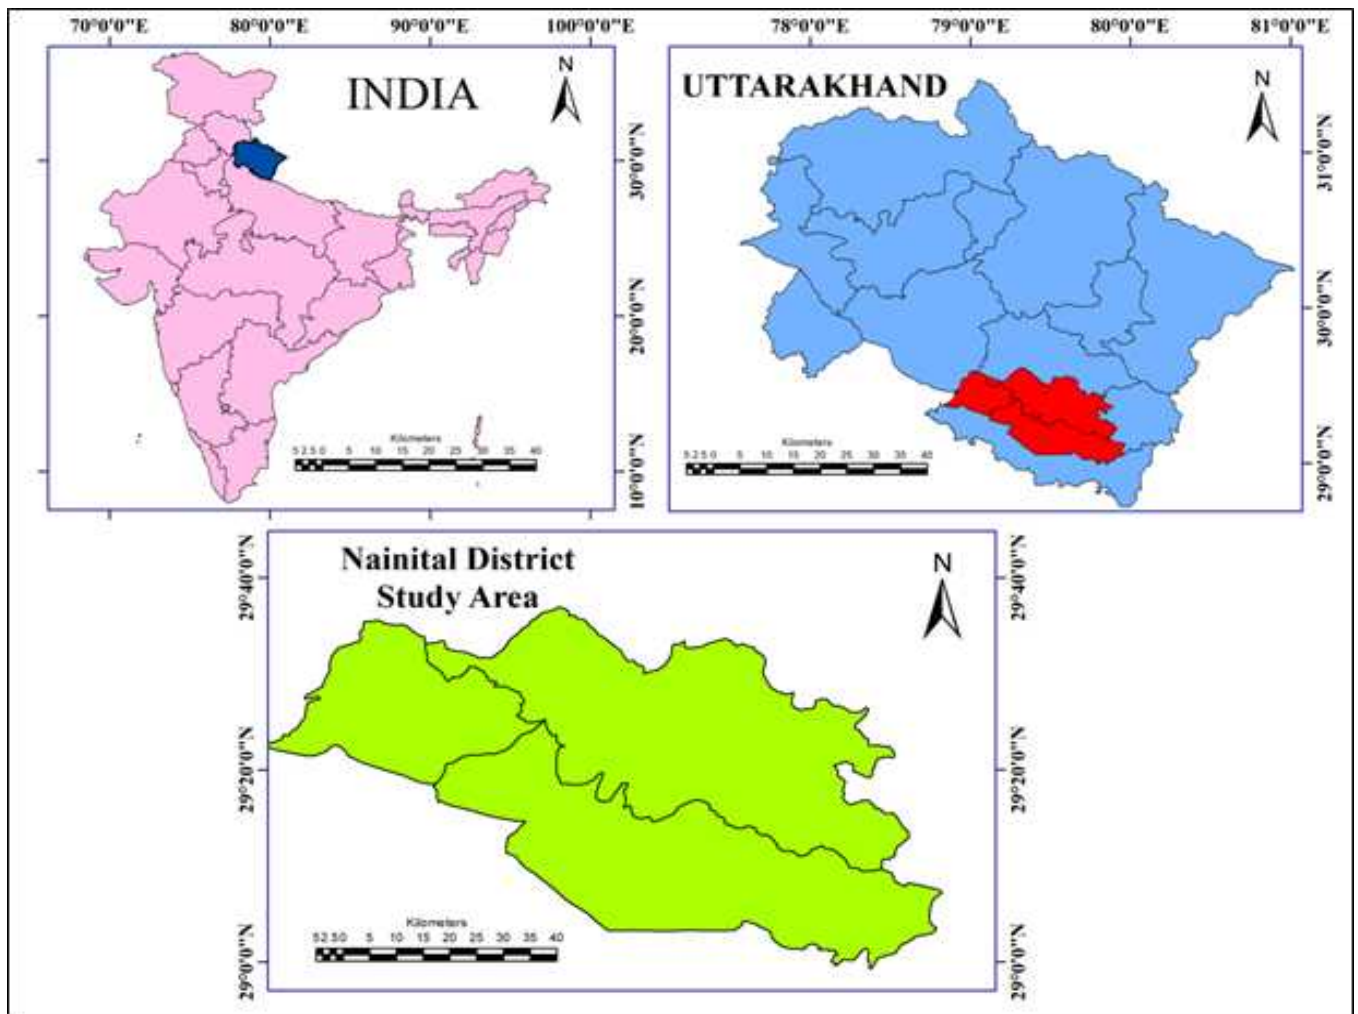 70°0'0"E 80°0'0"E 90°0'0"E 100°0'0"E
INDIA
N
30°0'0"N
20°0'0"N
10°0'0"N
Kilometers
5 2.5 0 5 10 15 20 25 30 35 40
78°0'0"E 79°0'0"E 80°0'0"E 81°0'0"E
UTTARAKHAND
N
31°0'0"N
30°0'0"N
29°0'0"N
Kilometers
5 2.5 0 5 10 15 20 25 30 35 40
Nainital District
Study Area
N
29°40'0"N 29°40'0"N
29°20'0"N 29°20'0"N
29°0'0"N 29°0'0"N
Kilometers
5 2.5 0 5 10 15 20 25 30 35 40